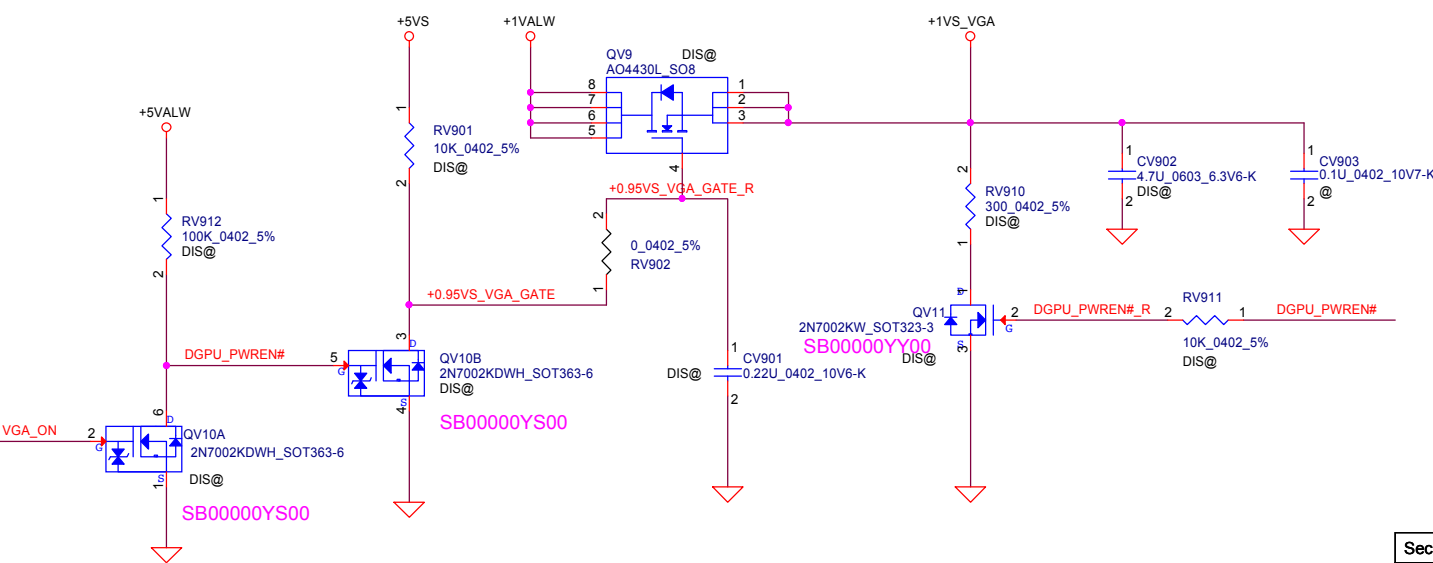 +5VS
+1VALW
+1VS_VGA
QV9
DIS@
AO4430L_SO8
8
7
6
5
1
2
3
4
+5VALW
1
RV901
10K_0402_5%
DIS@
2
1
RV912
100K_0402_5%
DIS@
2
+0.95VS_VGA_GATE_R
2
0_0402_5%
RV902
1
+0.95VS_VGA_GATE
2
RV910
300_0402_5%
DIS@
1
1
CV902
4.7U_0603_6.3V6-K
DIS@
2
1
CV903
0.1U_0402_10V7-K
@
2
DGPU_PWREN#
5
G
3
D
QV10B
2N7002KDWH_SOT363-6
DIS@
S
4
SB00000YS00
1
CV901
DIS@
0.22U_0402_10V6-K
2
1
D
QV11
2N7002KW_SOT323-3
SB00000YY00
DIS@
S
3
2
G
DGPU_PWREN#_R
2
RV911
1
DGPU_PWREN#
10K_0402_5%
DIS@
VGA_ON
2
G
6
D
QV10A
2N7002KDWH_SOT363-6
DIS@
S
1
SB00000YS00
Sec